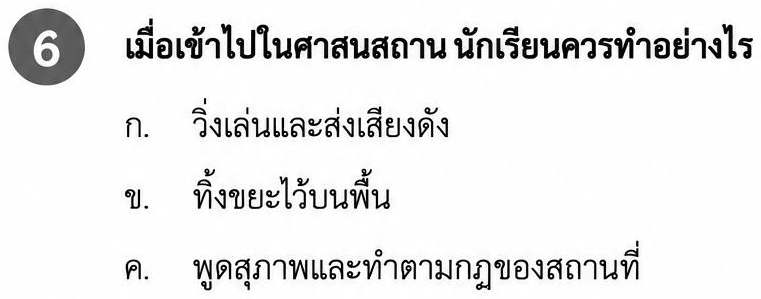 6 เมื่อเข้าไปในศาสนสถาน นักเรียนควรทำอย่างไร
ก. วิ่งเล่นและส่งเสียงดัง
ข. ทิ้งขยะไว้บนพื้น
ค. พูดสุภาพและทำตามกฎของสถานที่